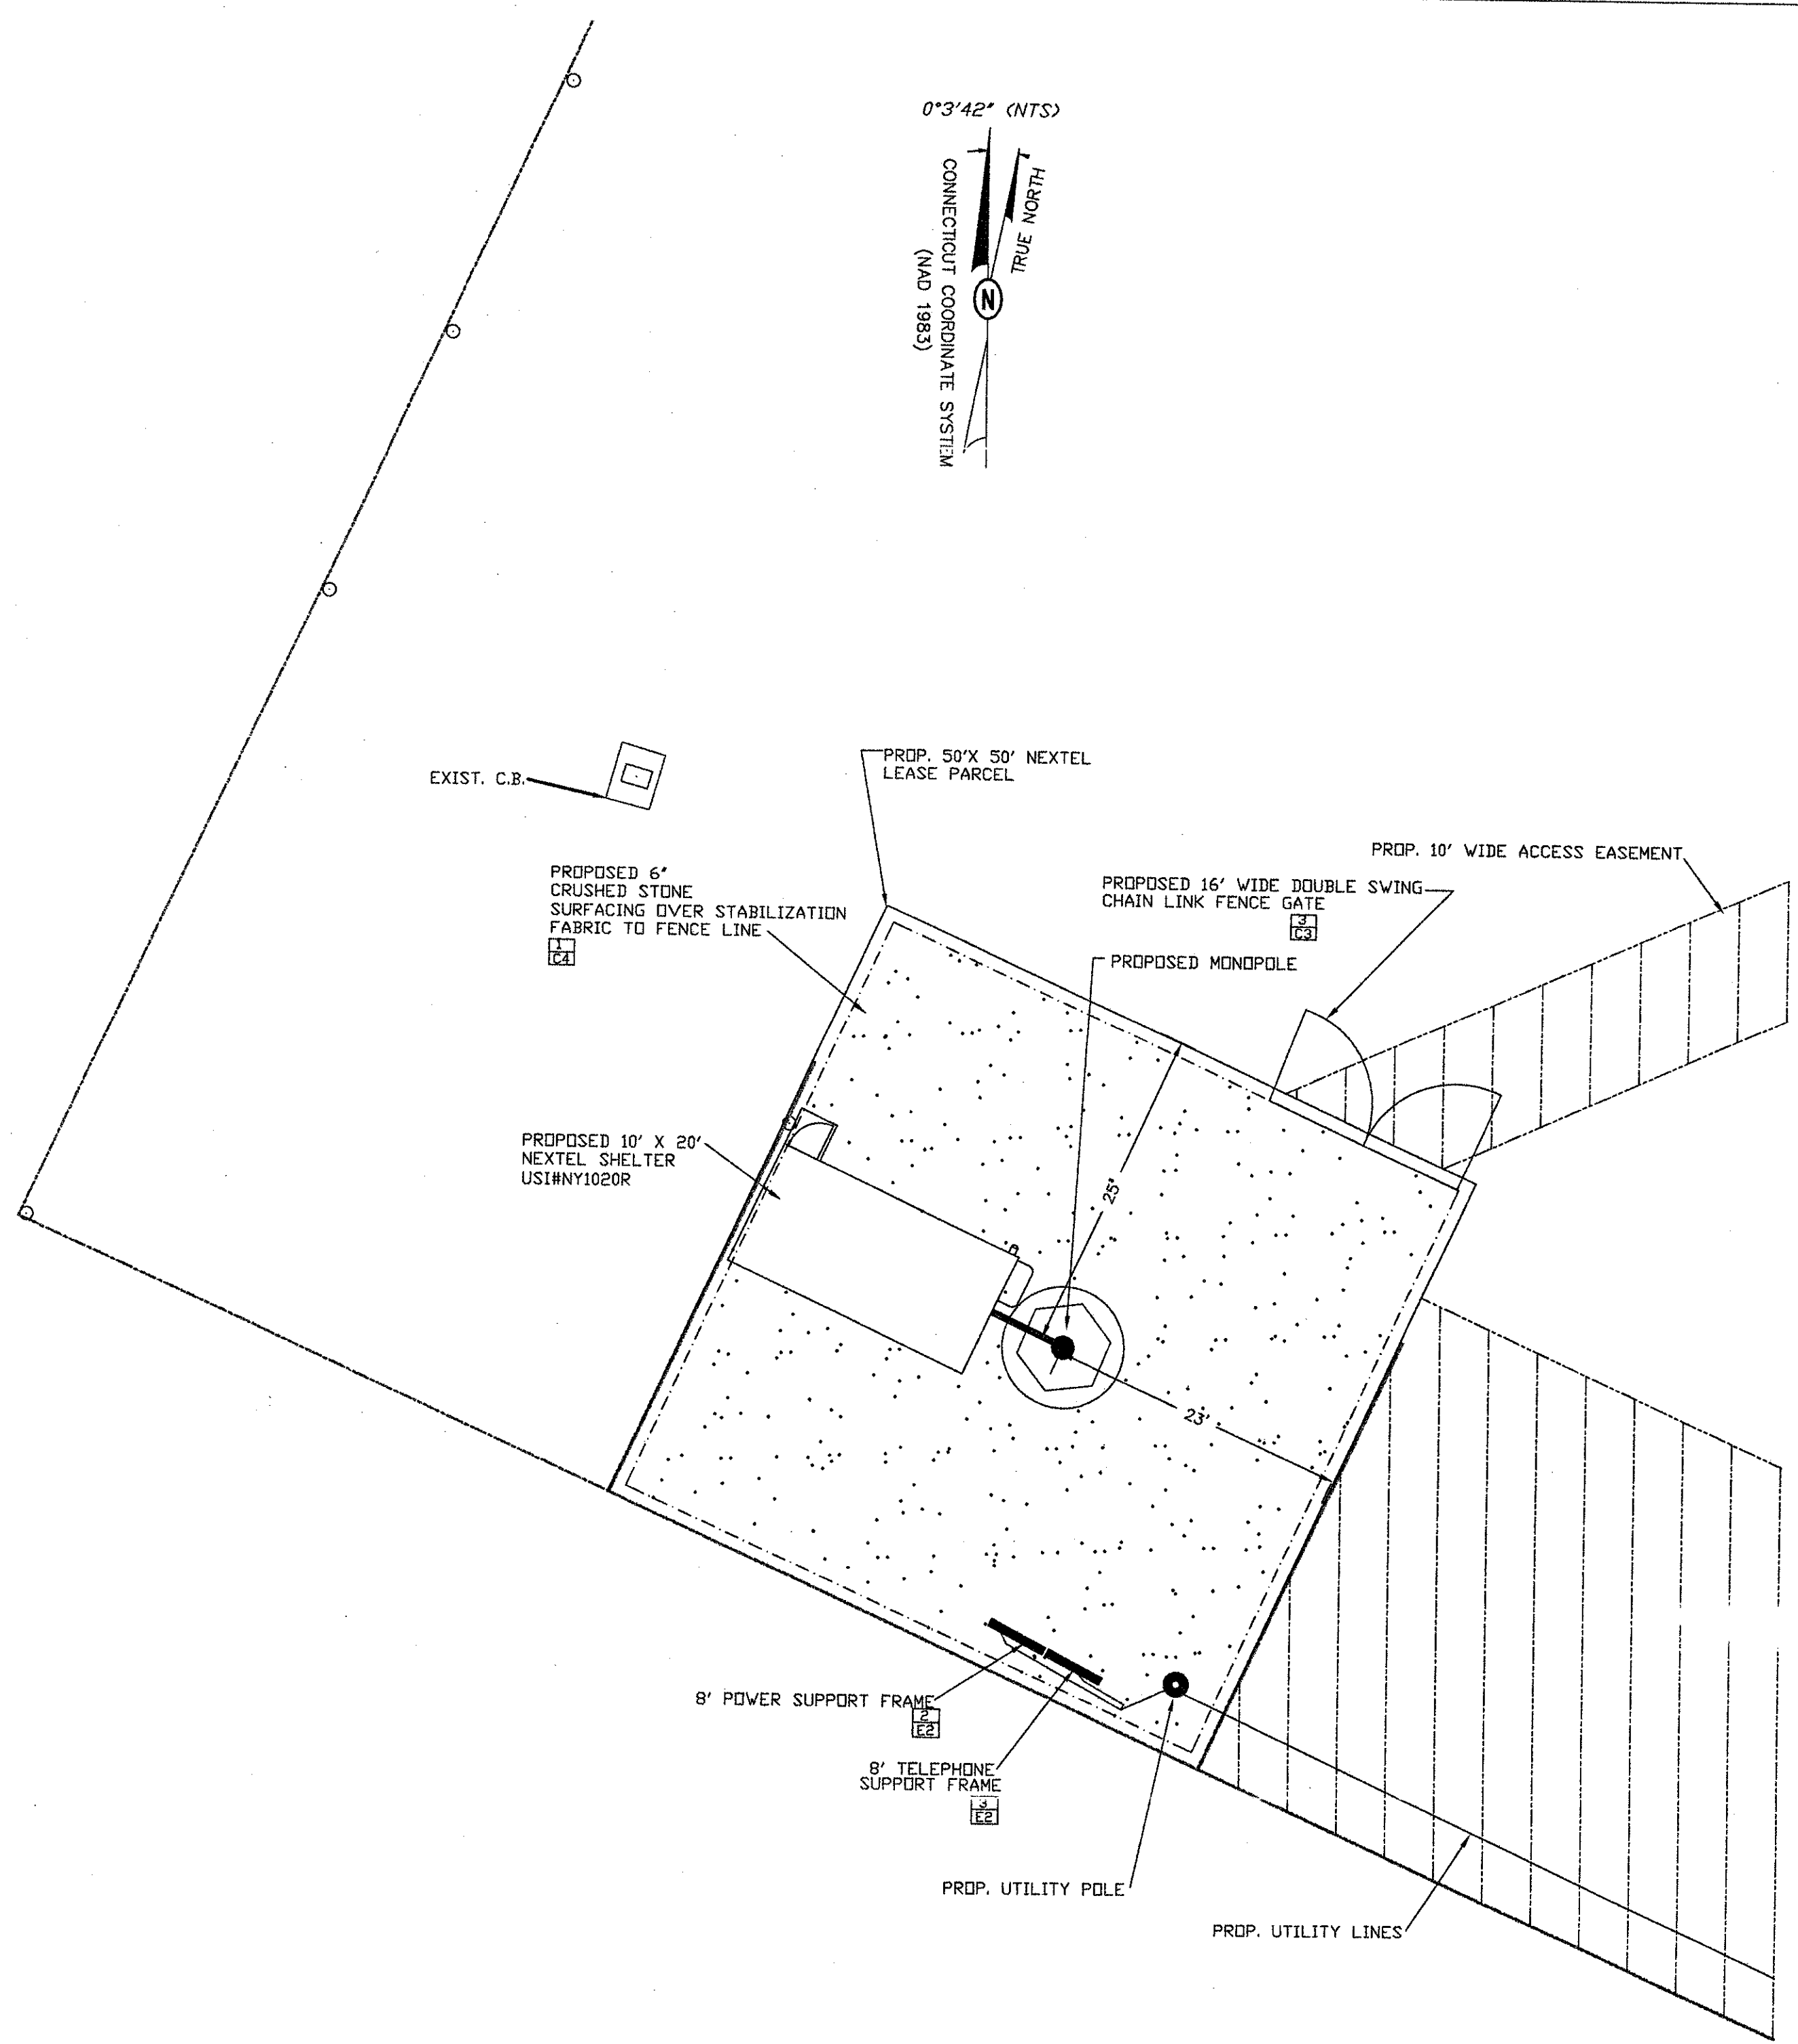 0°3'42" (NTS)
TRUE NORTH
CONNECTICUT COORDINATE SYSTEM
(NAD 1983)
N
PROP. 50'X 50' NEXTEL
LEASE PARCEL
EXIST. C.B.
PROP. 10' WIDE ACCESS EASEMENT
PROPOSED 6"
CRUSHED STONE
SURFACING OVER STABILIZATION
FABRIC TO FENCE LINE
1
C4
PROPOSED 16' WIDE DOUBLE SWING
CHAIN LINK FENCE GATE
3
C3
PROPOSED MONOPOLE
PROPOSED 10' X 20'
NEXTEL SHELTER
USI#NY1020R
25'
23'
8' POWER SUPPORT FRAME
2
E2
8' TELEPHONE
SUPPORT FRAME
3
E2
PROP. UTILITY POLE
PROP. UTILITY LINES